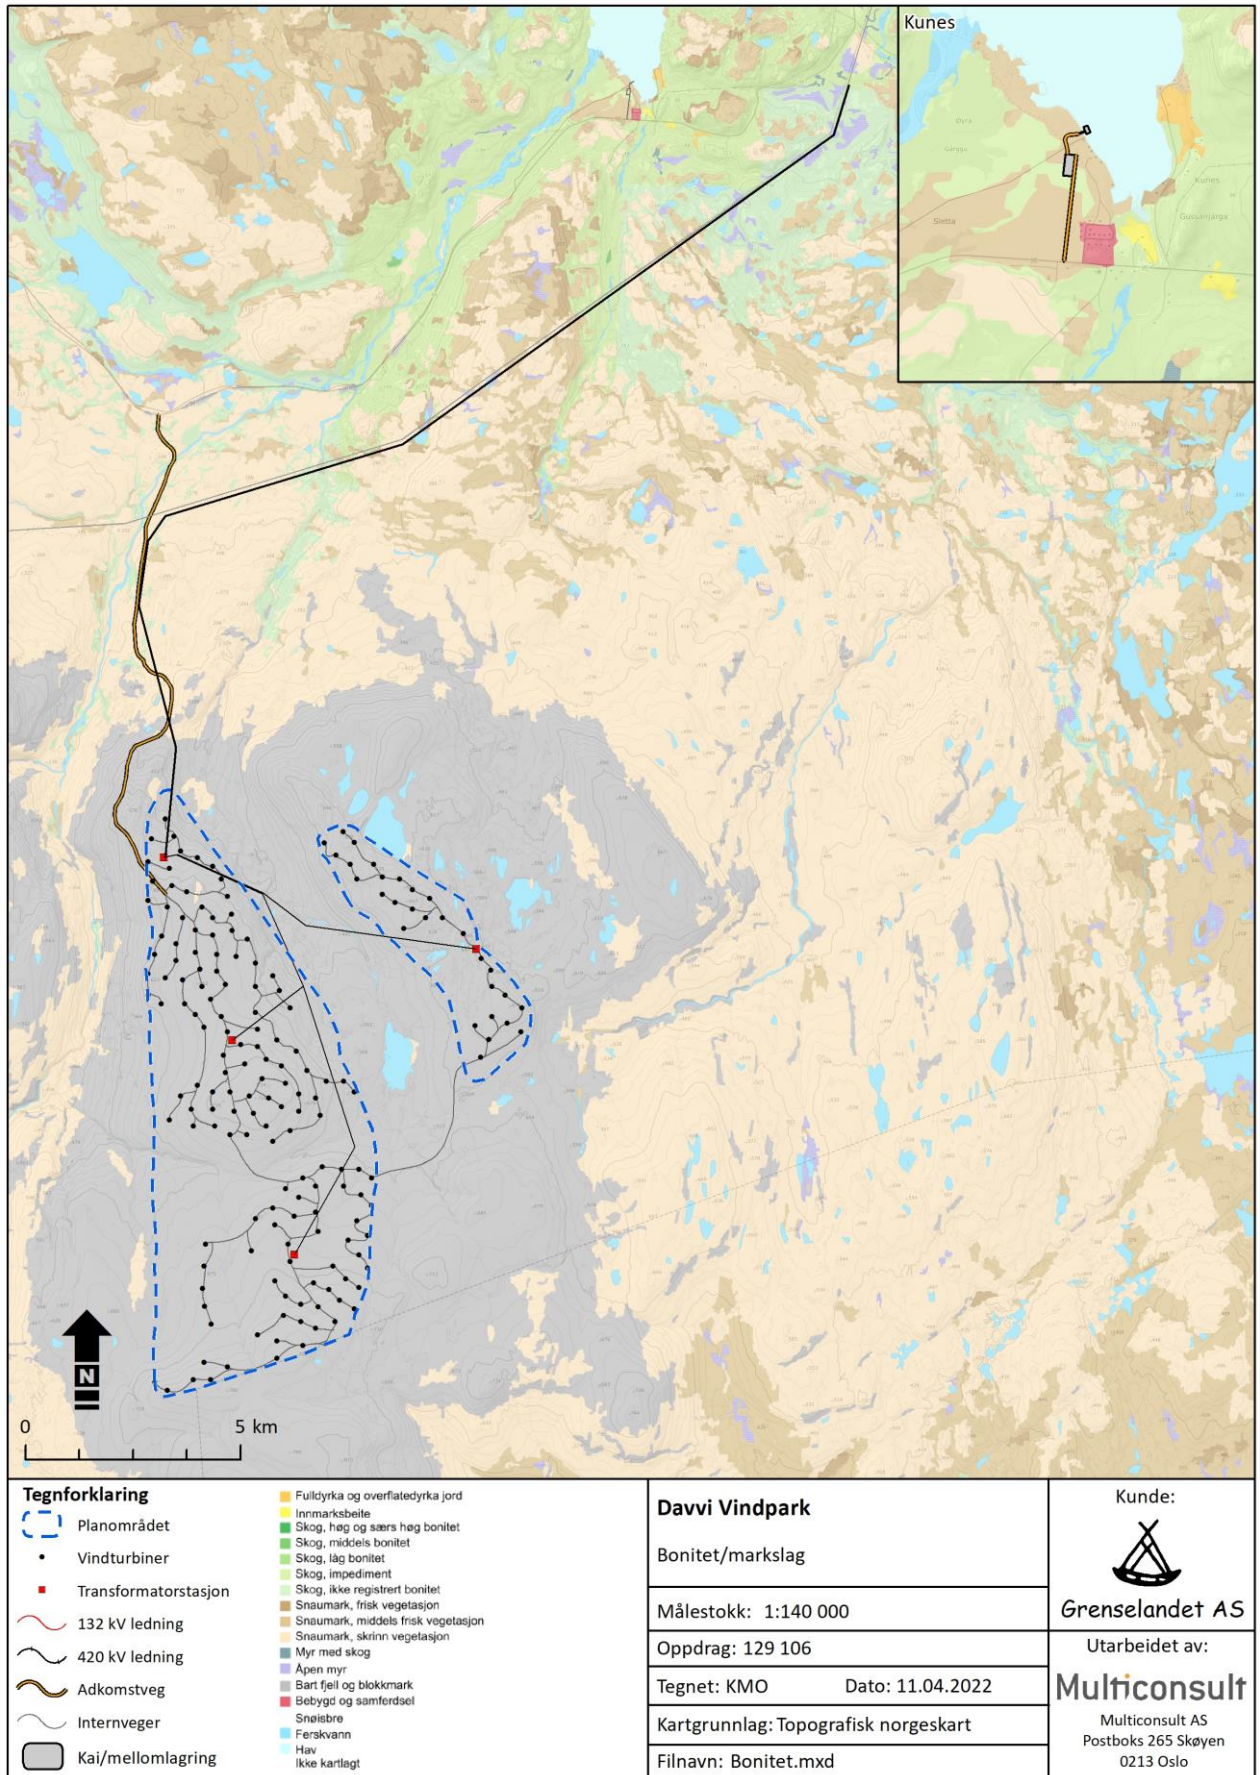 Kunes
Dyra
Gárggu
Sletta
Kunes
Gussanjárga
N
0
5 km
Tegnforklaring
Planområdet
Vindturbiner
Transformatorstasjon
132 kV ledning
420 kV ledning
Adkomstveg
Internveger
Kai/mellomlagring
Fulldyrka og overflatedyrka jord
Innmarksbeite
Skog, høg og særs høg bonitet
Skog, middels bonitet
Skog, låg bonitet
Skog, impediment
Skog, ikke registrert bonitet
Snaumark, frisk vegetasjon
Snaumark, middels frisk vegetasjon
Snaumark, skrinn vegetasjon
Myr med skog
Åpen myr
Bart fjell og blokkmark
Bebygd og samferdsel
Snøisbre
Ferskvann
Hav
Ikke kartlagt
Davvi Vindpark
Bonitet/markslag
Målestokk: 1:140 000
Oppdrag: 129 106
Tegnet: KMO Dato: 11.04.2022
Kartgrunnlag: Topografisk norgeskart
Filnavn: Bonitet.mxd
Kunde:
Grenselandet AS
Utarbeidet av:
Multiconsult
Multiconsult AS
Postboks 265 Skøyen
0213 Oslo